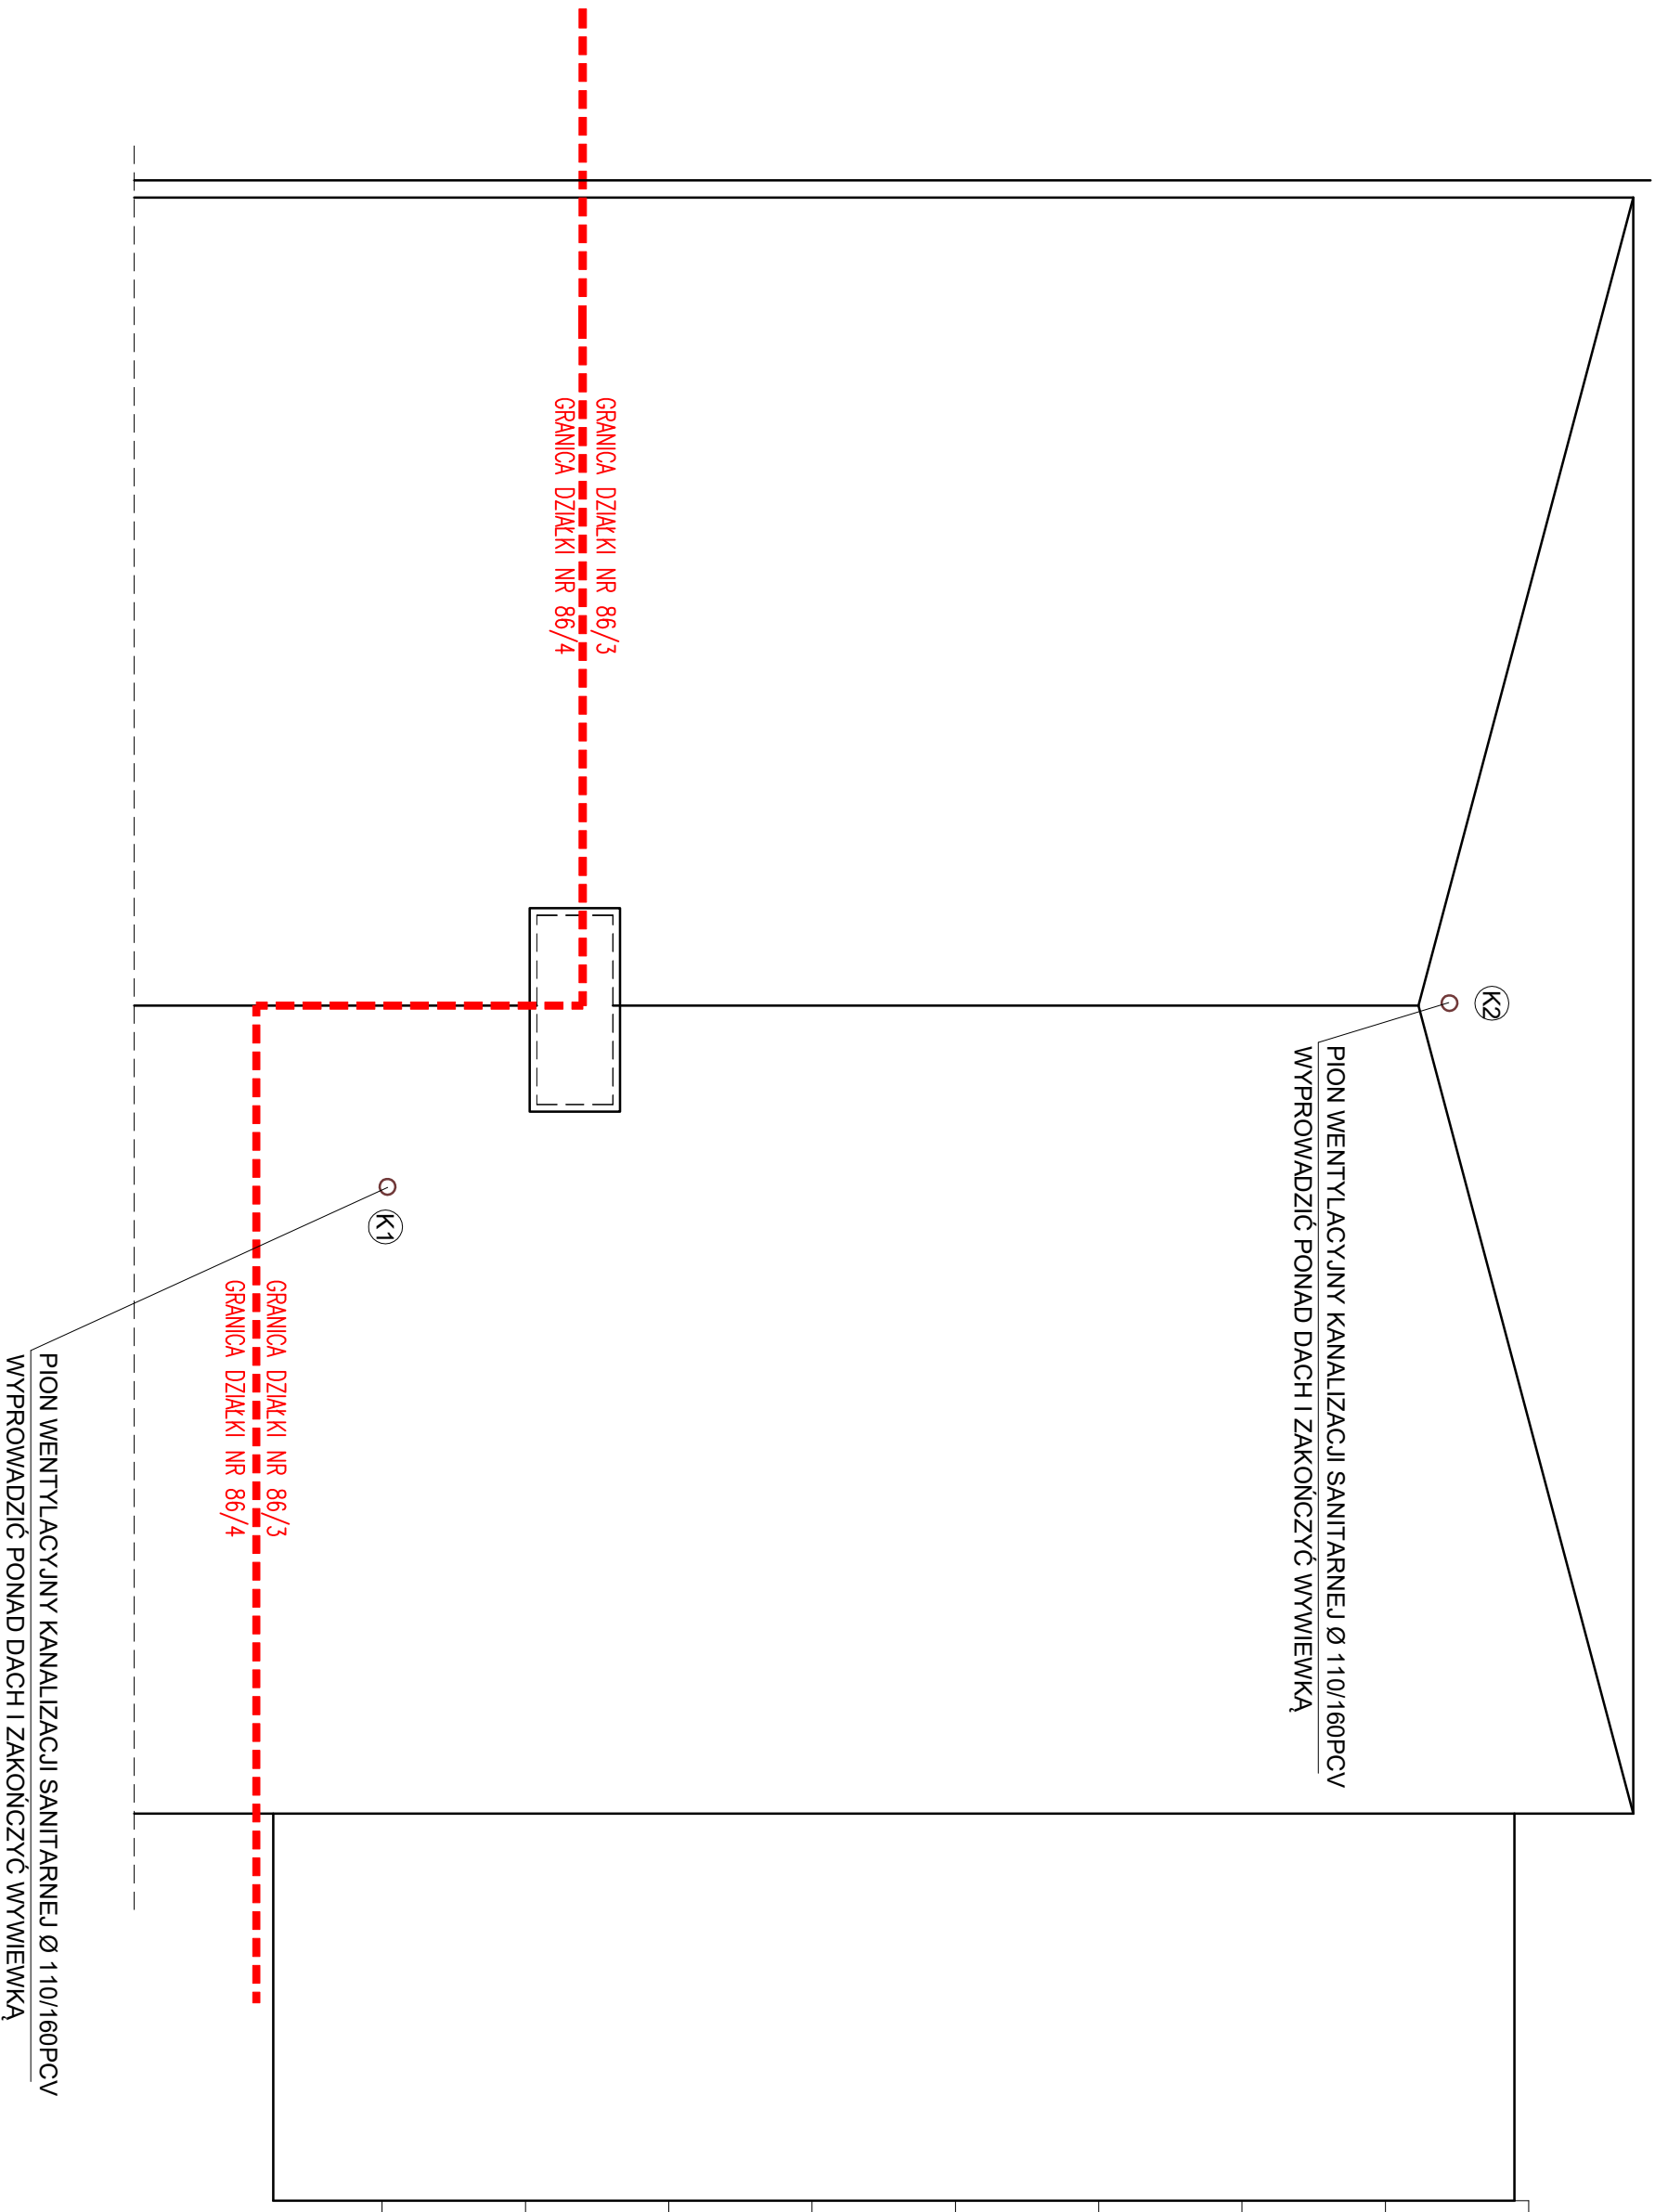 K2
PION WENTYLACYJNY KANALIZACJI SANITARNEJ Ø 110/160PCV
WYPROWADZIĆ PONAD DACH I ZAKOŃCZYĆ WYWIEWKĄ
GRANICA DZIAŁKI NR 86/3
GRANICA DZIAŁKI NR 86/4
K1
GRANICA DZIAŁKI NR 86/3
GRANICA DZIAŁKI NR 86/4
PION WENTYLACYJNY KANALIZACJI SANITARNEJ Ø 110/160PCV
WYPROWADZIĆ PONAD DACH I ZAKOŃCZYĆ WYWIEWKĄ